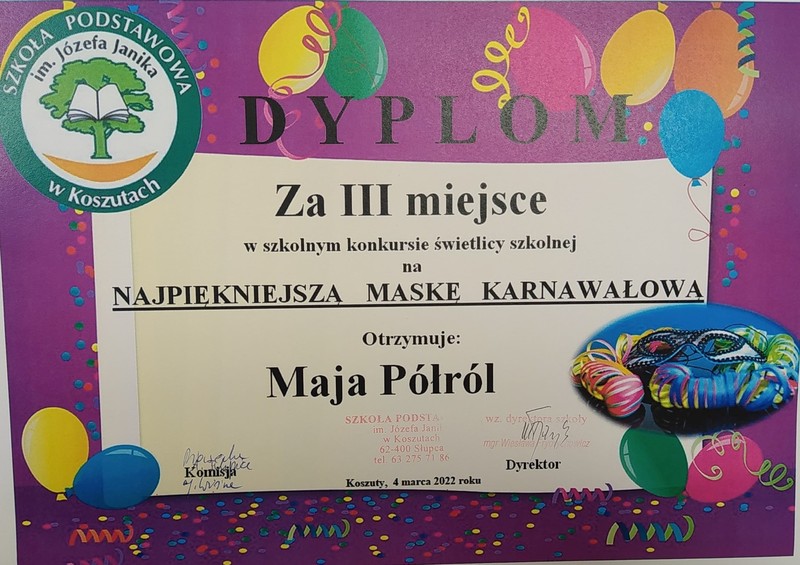 SZKOŁA PODSTAWOWA
im. Józefa Janika
w Koszutach
DYPLOM
Za III miejsce
w szkolnym konkursie świetlicy szkolnej
na
NAJPIĘKNIEJSZĄ MASKĘ KARNAWAŁOWĄ
Otrzymuje:
Maja Półról
SZKOŁA PODSTA
im. Józefa Jani
w Koszutach
62-400 Słupca
tel. 63 275 71 86
wz. dyrektora szkoły
mgr
Komisja
Dyrektor
Koszuty, 4 marca 2022 roku